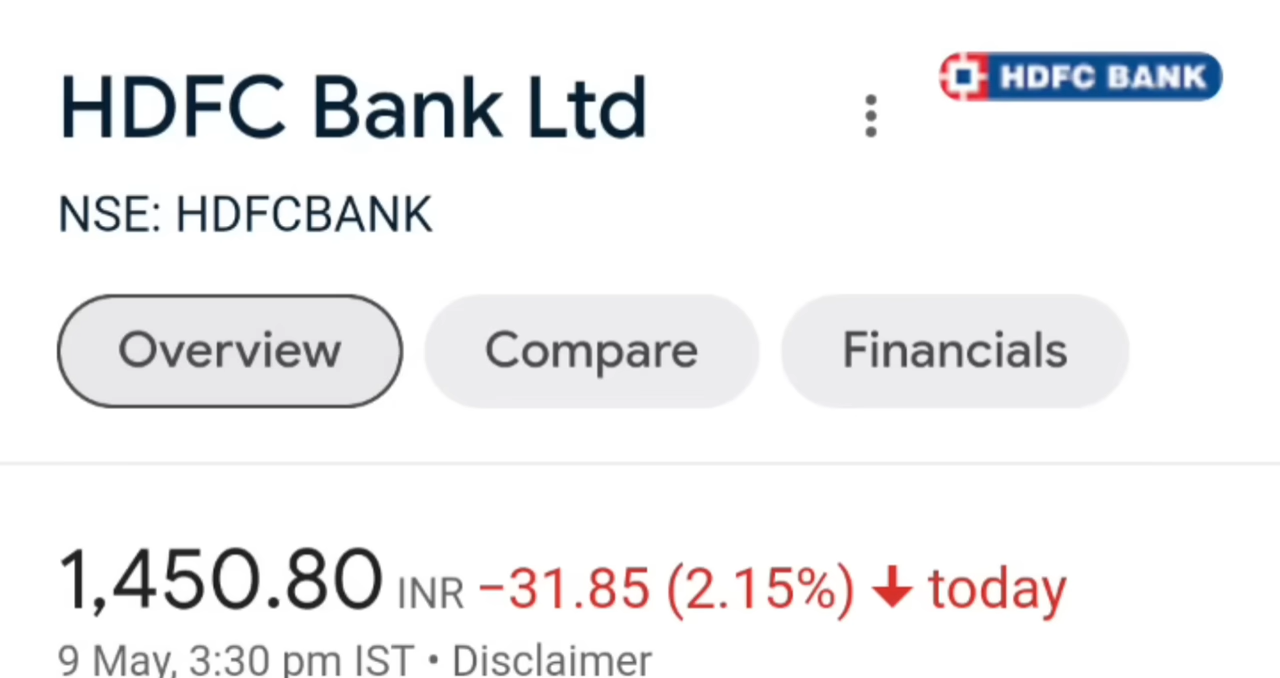 HDFC Bank Ltd
HDFC BANK
NSE: HDFCBANK
Overview Compare Financials
1,450.80 INR −31.85 (2.15%) ↓ today
9 May, 3:30 pm IST • Disclaimer